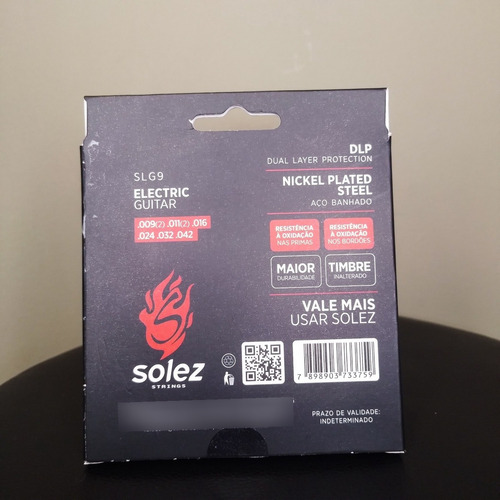 SLG9
ELECTRIC
GUITAR
.009(2) .011(2) .016
.024 .032 .042
solez
STRINGS
DLP
DUAL LAYER PROTECTION
NICKEL PLATED
STEEL
AÇO BANHADO
RESISTÊNCIA
À OXIDAÇÃO
NAS PRIMAS
RESISTÊNCIA
À OXIDAÇÃO
NOS BORDÕES
MAIOR
DURABILIDADE
TIMBRE
INALTERADO
VALE MAIS
USAR SOLEZ
7 898903 733759
PRAZO DE VALIDADE:
INDETERMINADO